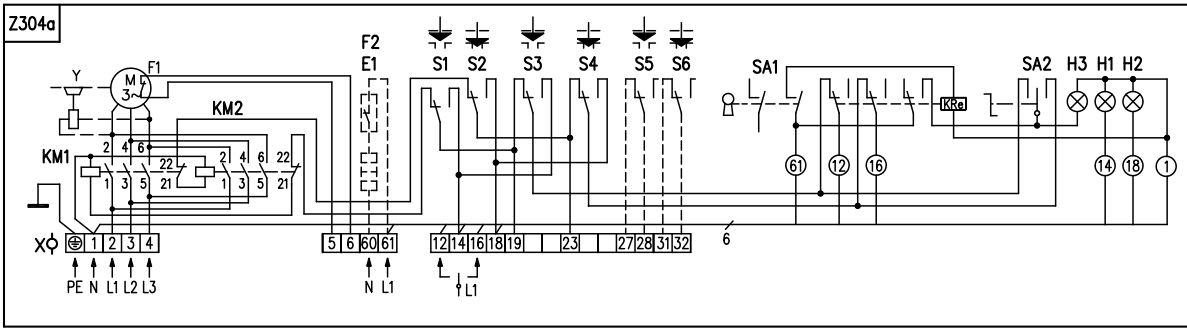 Z304a
F2
E1 S1 S2 S3 S4 S5 S6 SA1 SA2 H3 H1 H2
Y M 3~ F1
KM2
KRe
KM1 2 4 6 22 2 4 6 22
1 3 5 21 1 3 5 21
61 12 16 14 18 1
6
X 1 2 3 4 5 6 60 61 12 14 16 18 19 23 27 28 31 32
PE N L1 L2 L3 N L1 L1